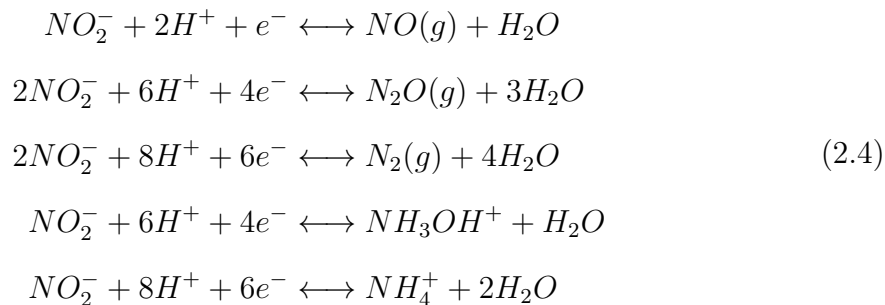 NO₂⁻ + 2H⁺ + e⁻ ⟷ NO(g) + H₂O
2NO₂⁻ + 6H⁺ + 4e⁻ ⟷ N₂O(g) + 3H₂O
2NO₂⁻ + 8H⁺ + 6e⁻ ⟷ N₂(g) + 4H₂O (2.4)
NO₂⁻ + 6H⁺ + 4e⁻ ⟷ NH₃OH⁺ + H₂O
NO₂⁻ + 8H⁺ + 6e⁻ ⟷ NH₄⁺ + 2H₂O